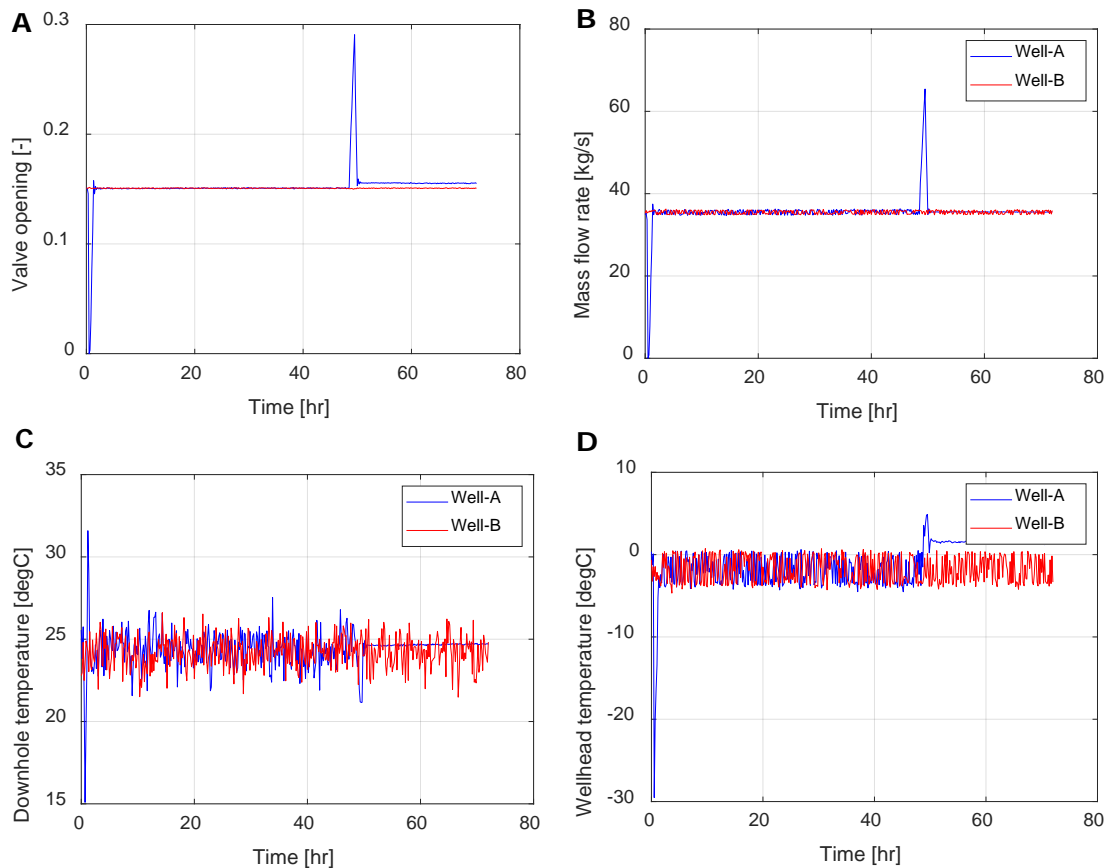 A
Valve opening [-]
0.3
0.2
0.1
0
0
20
40
60
80
Time [hr]
B
Mass flow rate [kg/s]
80
60
40
20
0
0
20
40
60
80
Time [hr]
Well-A
Well-B
C
Downhole temperature [degC]
35
30
25
20
15
0
20
40
60
80
Time [hr]
Well-A
Well-B
D
Wellhead temperature [degC]
10
0
-10
-20
-30
0
20
40
60
80
Time [hr]
Well-A
Well-B